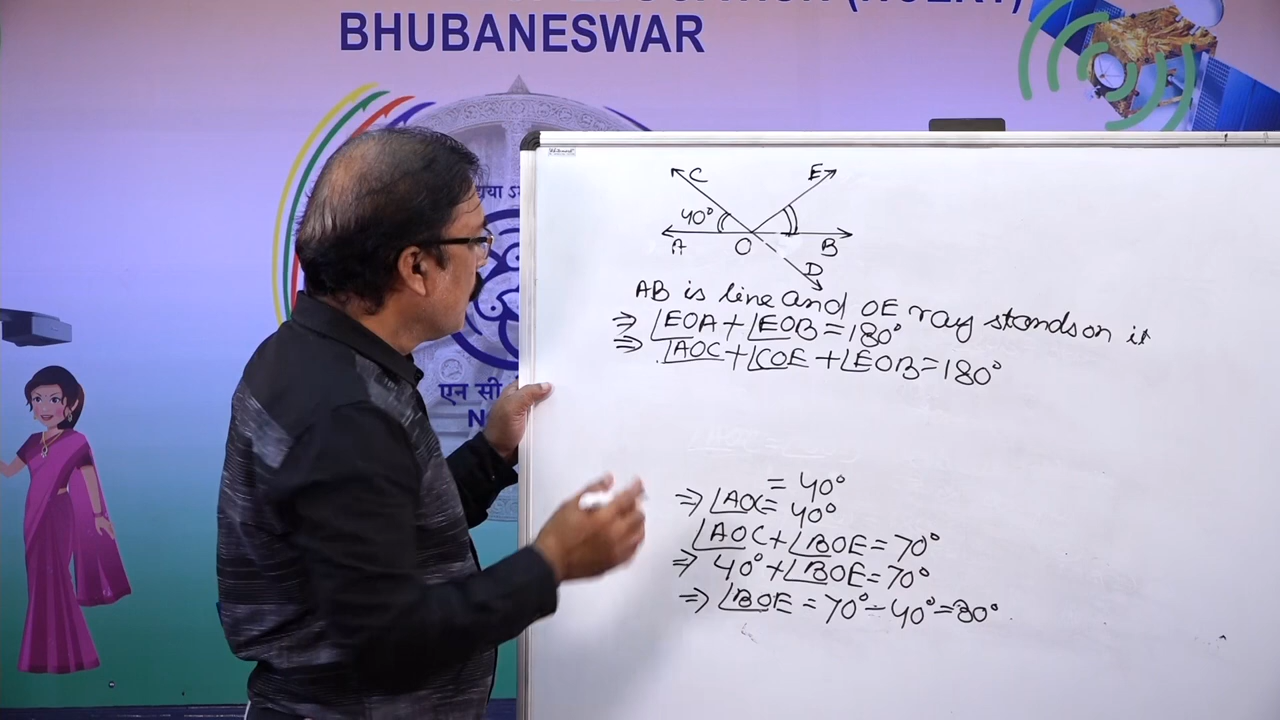 BHUBANESWAR
C
E
40°
A
O
B
D
AB is line and OE ray stands on it
⇒ ∠EOA + ∠EOB = 180°
⇒ ∠AOC + ∠COE + ∠EOB = 180°
= 40°
⇒ ∠AOC = 40°
∠AOC + ∠BOE = 70°
⇒ 40° + ∠BOE = 70°
⇒ ∠BOE = 70° - 40° = 30°
एन सी